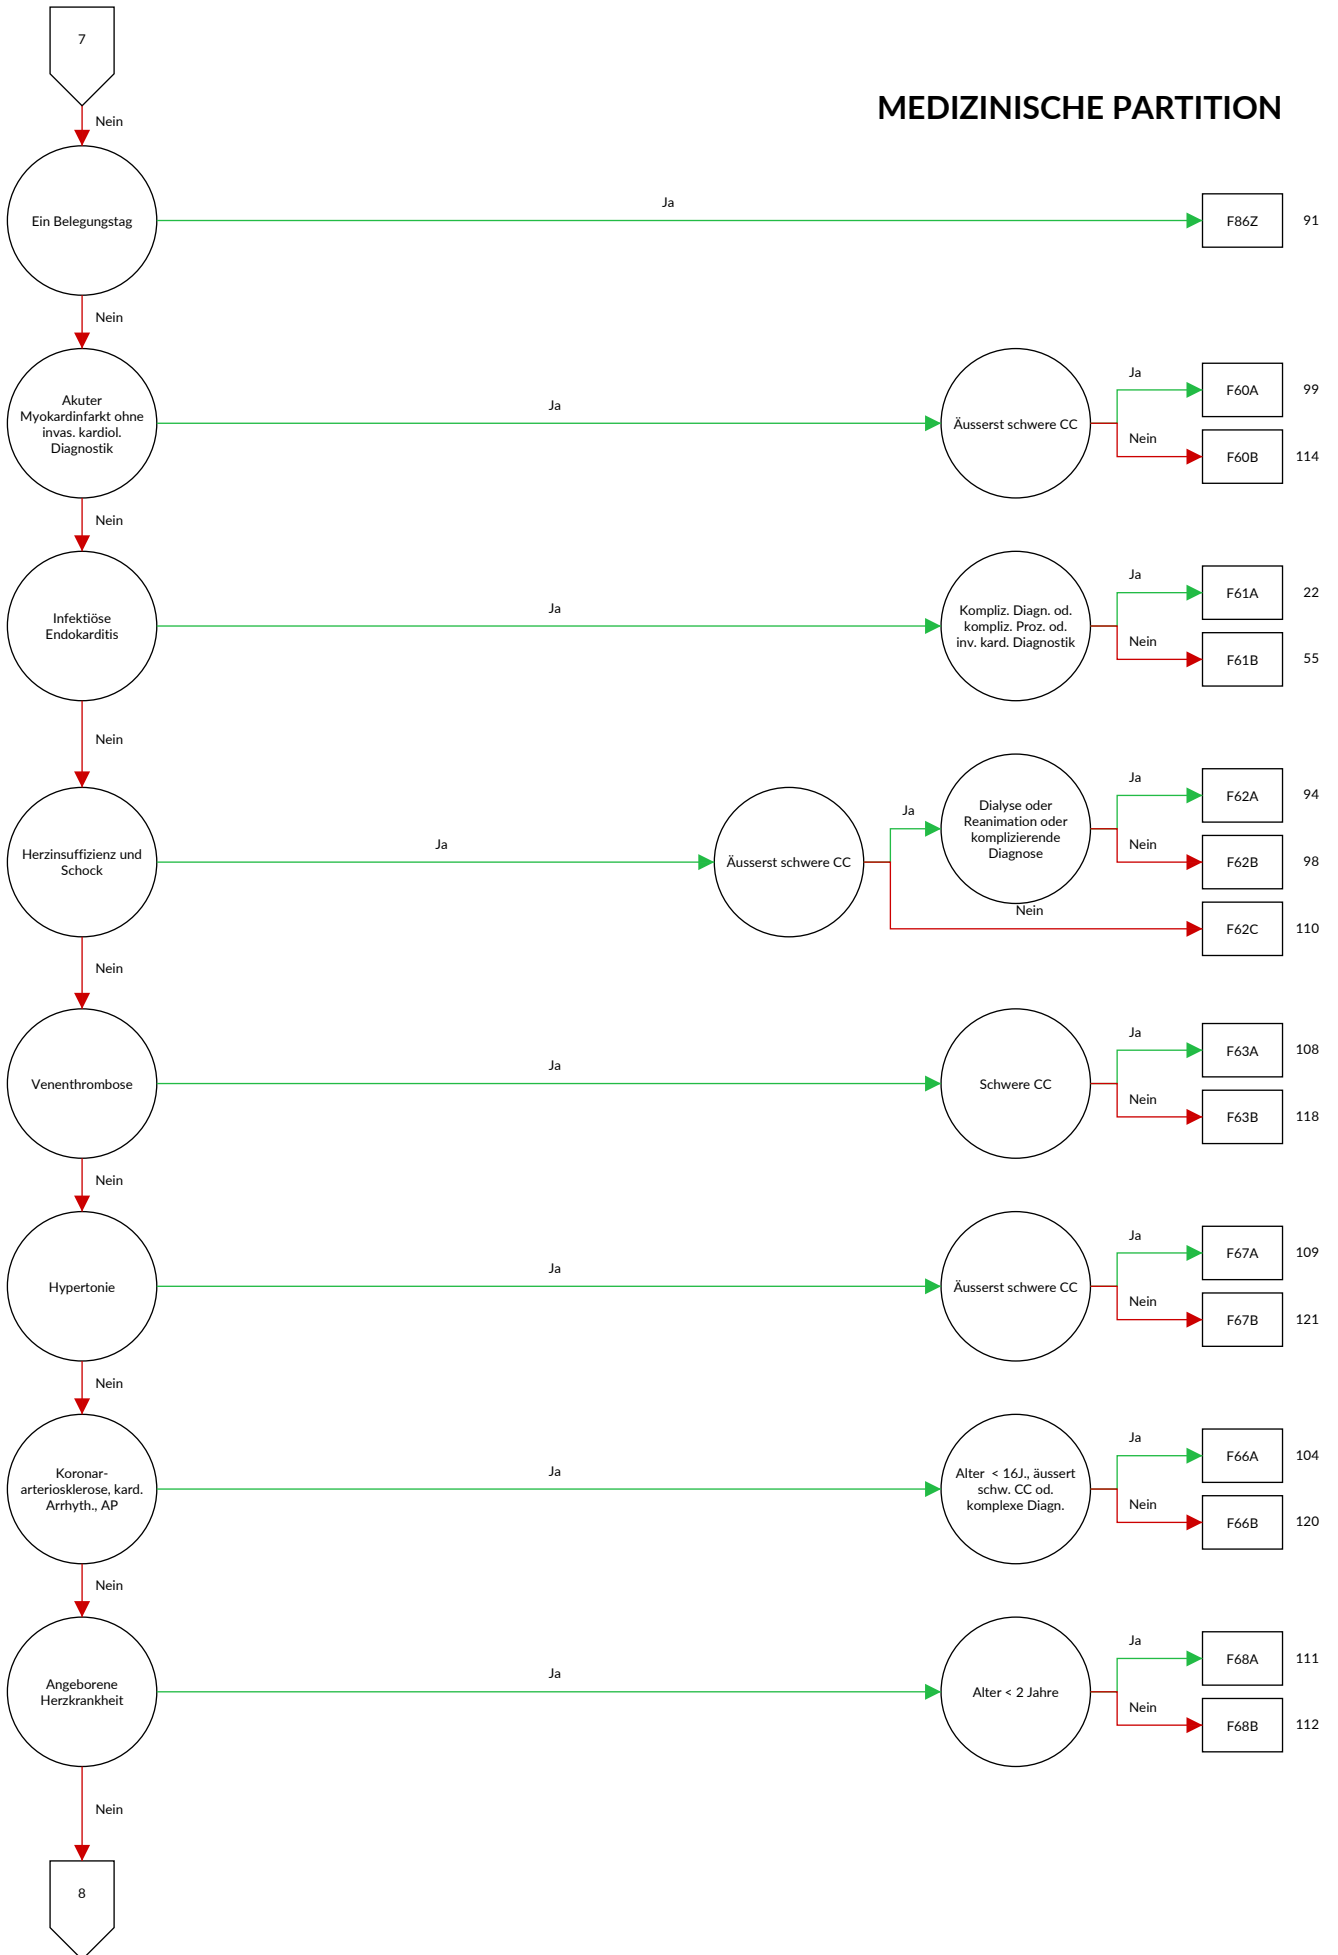 7
MEDIZINISCHE PARTITION
Nein
Ein Belegungstag
Ja
F86Z
91
Nein
Akuter
Myokardinfarkt ohne
invas. kardiol.
Diagnostik
Ja
Äusserst schwere CC
Ja
F60A
99
Nein
F60B
114
Nein
Infektiöse
Endokarditis
Ja
Kompliz. Diagn. od.
kompliz. Proz. od.
inv. kard. Diagnostik
Ja
F61A
22
Nein
F61B
55
Nein
Herzinsuffizienz und
Schock
Ja
Äusserst schwere CC
Ja
Dialyse oder
Reanimation oder
komplizierende
Diagnose
Ja
F62A
94
Nein
F62B
98
Nein
F62C
110
Nein
Venenthrombose
Ja
Schwere CC
Ja
F63A
108
Nein
F63B
118
Nein
Hypertonie
Ja
Äusserst schwere CC
Ja
F67A
109
Nein
F67B
121
Nein
Koronar-
arteriosklerose, kard.
Arrhyth., AP
Ja
Alter < 16J., äussert
schw. CC od.
komplexe Diagn.
Ja
F66A
104
Nein
F66B
120
Nein
Angeborene
Herzkrankheit
Ja
Alter < 2 Jahre
Ja
F68A
111
Nein
F68B
112
Nein
8